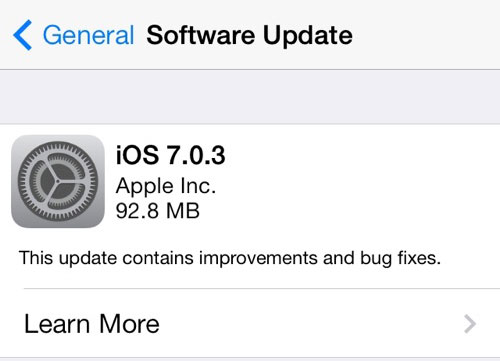 General Software Update
iOS 7.0.3
Apple Inc.
92.8 MB
This update contains improvements and bug fixes.
Learn More